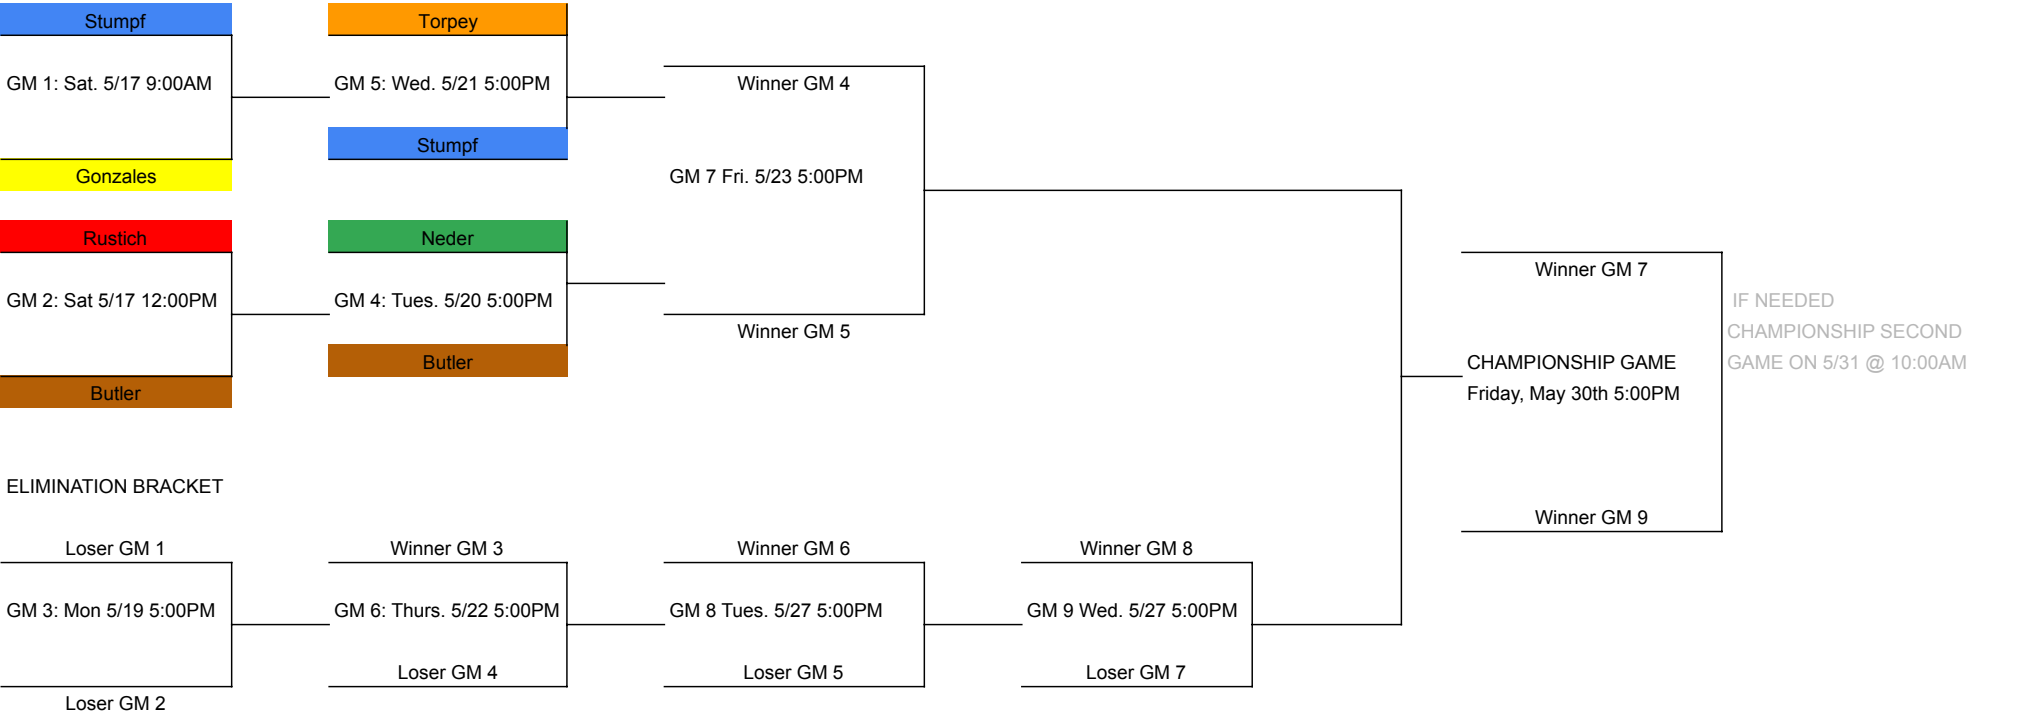 Stumpf
Torpey
GM 1: Sat. 5/17 9:00AM
GM 5: Wed. 5/21 5:00PM
Winner GM 4
Stumpf
Gonzales
GM 7 Fri. 5/23 5:00PM
Rustich
Neder
Winner GM 7
GM 2: Sat 5/17 12:00PM
GM 4: Tues. 5/20 5:00PM
IF NEEDED
Winner GM 5
CHAMPIONSHIP SECOND
Butler
CHAMPIONSHIP GAME
GAME ON 5/31 @ 10:00AM
Butler
Friday, May 30th 5:00PM
ELIMINATION BRACKET
Winner GM 9
Loser GM 1
Winner GM 3
Winner GM 6
Winner GM 8
GM 3: Mon 5/19 5:00PM
GM 6: Thurs. 5/22 5:00PM
GM 8 Tues. 5/27 5:00PM
GM 9 Wed. 5/27 5:00PM
Loser GM 4
Loser GM 5
Loser GM 7
Loser GM 2